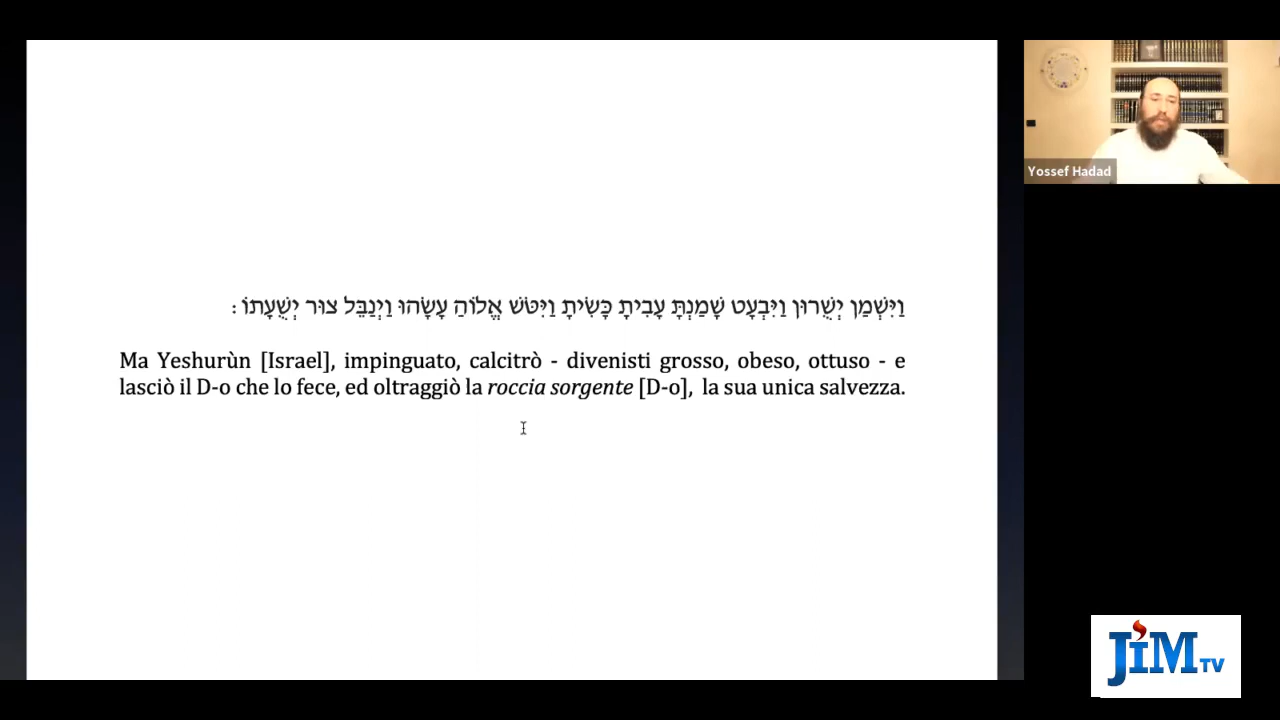 וַיִּשְׁמַן יְשֻׁרוּן וַיִּבְעָט שָׁמַנְתָּ עָבִיתָ כָּשִׂיתָ וַיִּטֹּשׁ אֱלוֹהַּ עָשָׂהוּ וַיְנַבֵּל צוּר יְשֻׁעָתוֹ :
Ma Yeshurùn [Israel], impinguato, calcitrò - divenisti grosso, obeso, ottuso - e
lasciò il D-o che lo fece, ed oltraggiò la roccia sorgente [D-o], la sua unica salvezza.
Yossef Hadad
JiM TV